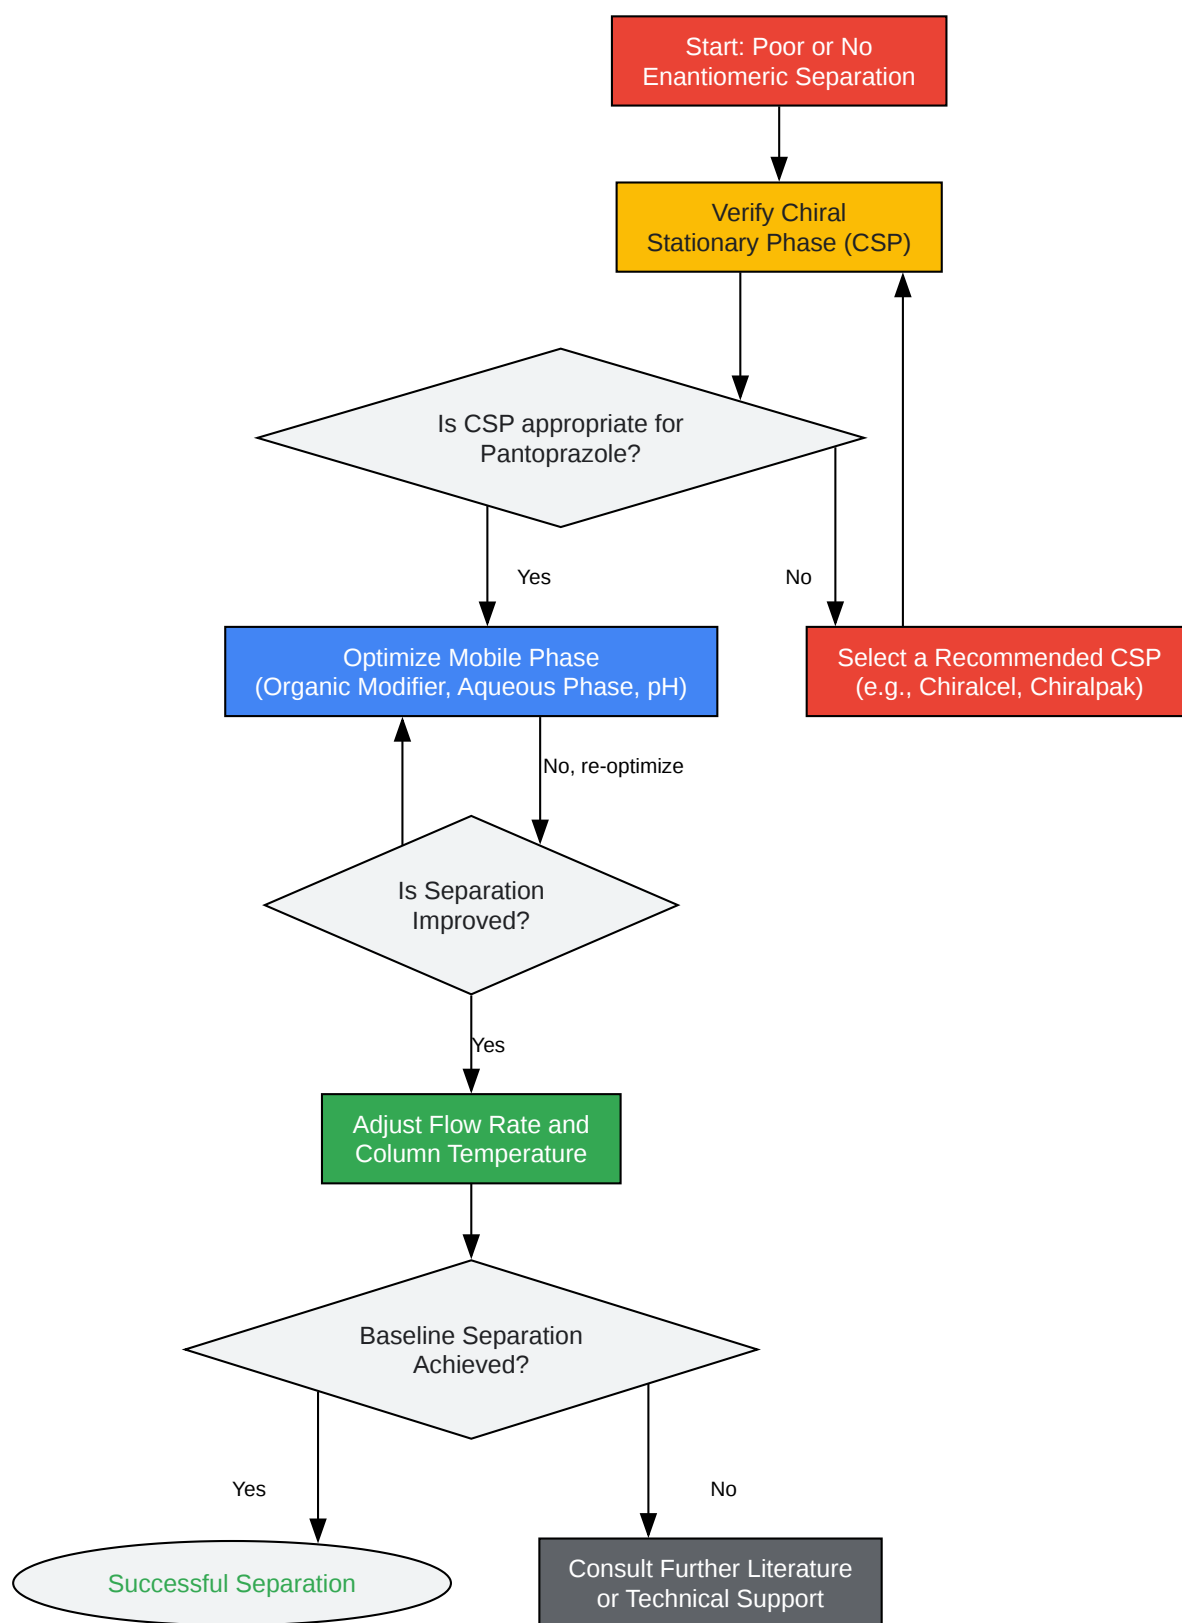 Start: Poor or No
Enantiomeric Separation
Verify Chiral
Stationary Phase (CSP)
Is CSP appropriate for
Pantoprazole?
Yes
No
Optimize Mobile Phase
(Organic Modifier, Aqueous Phase, pH)
Select a Recommended CSP
(e.g., Chiralcel, Chiralpak)
No, re-optimize
Is Separation
Improved?
Yes
Adjust Flow Rate and
Column Temperature
Baseline Separation
Achieved?
Yes
No
Successful Separation
Consult Further Literature
or Technical Support